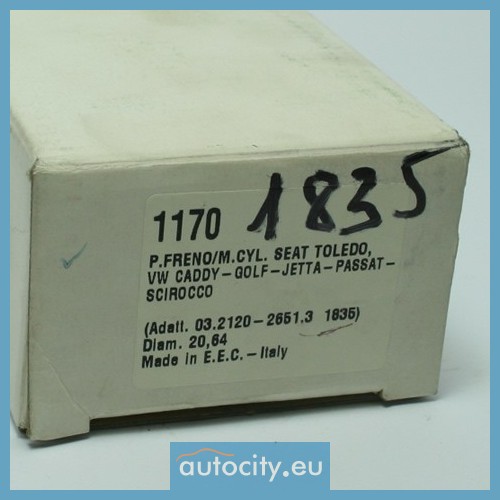 1170 1835
P.FRENO/M.CYL. SEAT TOLEDO,
VW CADDY-GOLF-JETTA-PASSAT-
SCIROCCO
(Adatt. 03.2120-2651.3 1835)
Diam. 20,64
Made in E.E.C.-Italy
autocity.eu